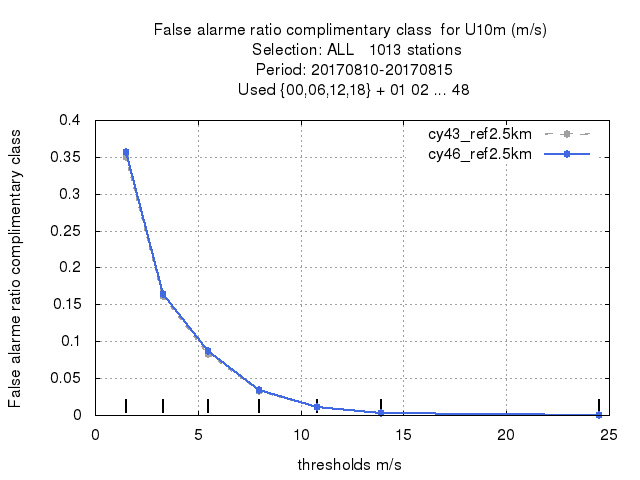 False alarme ratio complimentary class  for U10m (m/s)
Selection: ALL   1013 stations
Period: 20170810-20170815
Used {00,06,12,18} + 01 02 ... 48
cy43_ref2.5km
cy46_ref2.5km
False alarme ratio complimentary class
0.4
0.35
0.3
0.25
0.2
0.15
0.1
0.05
0
0 5 10 15 20 25
thresholds m/s